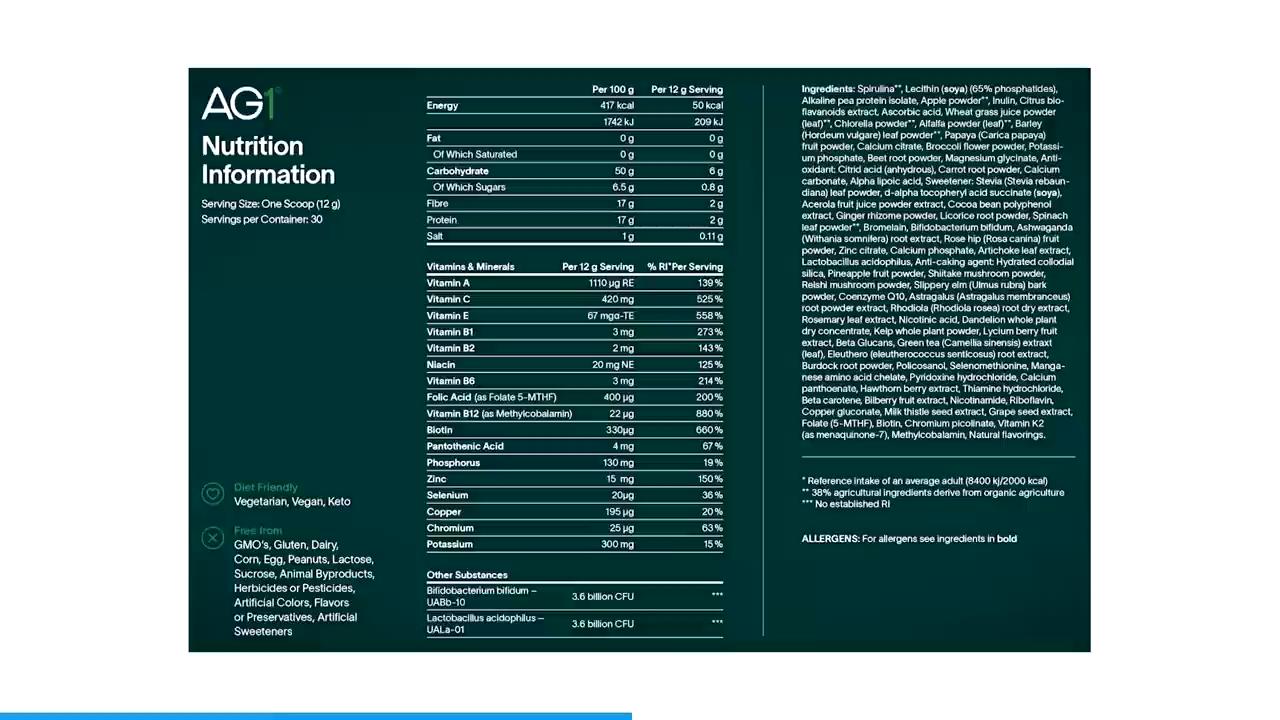 AG1®
Nutrition
Information
Serving Size: One Scoop (12 g)
Servings per Container: 30
Diet Friendly
Vegetarian, Vegan, Keto
Free from
GMO's, Gluten, Dairy,
Corn, Egg, Peanuts, Lactose,
Sucrose, Animal Byproducts,
Herbicides or Pesticides,
Artificial Colors, Flavors
or Preservatives, Artificial
Sweeteners
Per 100 g Per 12 g Serving
Energy 417 kcal 50 kcal
1742 kJ 209 kJ
Fat 0 g 0 g
Of Which Saturated 0 g 0 g
Carbohydrate 50 g 6 g
Of Which Sugars 6.5 g 0.8 g
Fibre 17 g 2 g
Protein 17 g 2 g
Salt 1 g 0.11 g
Vitamins & Minerals Per 12 g Serving % RI*Per Serving
Vitamin A 1110 µg RE 139 %
Vitamin C 420 mg 525 %
Vitamin E 67 mgα-TE 558 %
Vitamin B1 3 mg 273 %
Vitamin B2 2 mg 143 %
Niacin 20 mg NE 125 %
Vitamin B6 3 mg 214 %
Folic Acid (as Folate 5-MTHF) 400 µg 200 %
Vitamin B12 (as Methylcobalamin) 22 µg 880 %
Biotin 330µg 660 %
Pantothenic Acid 4 mg 67 %
Phosphorus 130 mg 19 %
Zinc 15 mg 150 %
Selenium 20µg 36 %
Copper 195 µg 20 %
Chromium 25 µg 63 %
Potassium 300 mg 15 %
Other Substances
Bifidobacterium bifidum –
UABb-10 3.6 billion CFU ***
Lactobacillus acidophilus –
UALa-01 3.6 billion CFU ***
Ingredients: Spirulina**, Lecithin (soya) (65% phosphatides),
Alkaline pea protein isolate, Apple powder**, Inulin, Citrus bio-
flavanoids extract, Ascorbic acid, Wheat grass juice powder
(leaf)**, Chlorella powder**, Alfalfa powder (leaf)**, Barley
(Hordeum vulgare) leaf powder**, Papaya (Carica papaya)
fruit powder, Calcium citrate, Broccoli flower powder, Potassi-
um phosphate, Beet root powder, Magnesium glycinate, Anti-
oxidant: Citrid acid (anhydrous), Carrot root powder, Calcium
carbonate, Alpha lipoic acid, Sweetener: Stevia (Stevia rebaun-
diana) leaf powder, d-alpha tocopheryl acid succinate (soya),
Acerola fruit juice powder extract, Cocoa bean polyphenol
extract, Ginger rhizome powder, Licorice root powder, Spinach
leaf powder**, Bromelain, Bifidobacterium bifidum, Ashwaganda
(Withania somnifera) root extract, Rose hip (Rosa canina) fruit
powder, Zinc citrate, Calcium phosphate, Artichoke leaf extract,
Lactobacillus acidophilus, Anti-caking agent: Hydrated collodial
silica, Pineapple fruit powder, Shiitake mushroom powder,
Reishi mushroom powder, Slippery elm (Ulmus rubra) bark
powder, Coenzyme Q10, Astragalus (Astragalus membranceus)
root powder extract, Rhodiola (Rhodiola rosea) root dry extract,
Rosemary leaf extract, Nicotinic acid, Dandelion whole plant
dry concentrate, Kelp whole plant powder, Lycium berry fruit
extract, Beta Glucans, Green tea (Camellia sinensis) extraxt
(leaf), Eleuthero (eleutherococcus senticosus) root extract,
Burdock root powder, Policosanol, Selenomethionine, Manga-
nese amino acid chelate, Pyridoxine hydrochloride, Calcium
panthoenate, Hawthorn berry extract, Thiamine hydrochloride,
Beta carotene, Bilberry fruit extract, Nicotinamide, Riboflavin,
Copper gluconate, Milk thistle seed extract, Grape seed extract,
Folate (5-MTHF), Biotin, Chromium picolinate, Vitamin K2
(as menaquinone-7), Methylcobalamin, Natural flavorings.
* Reference intake of an average adult (8400 kj/2000 kcal)
** 38% agricultural ingredients derive from organic agriculture
*** No established RI
ALLERGENS: For allergens see ingredients in bold